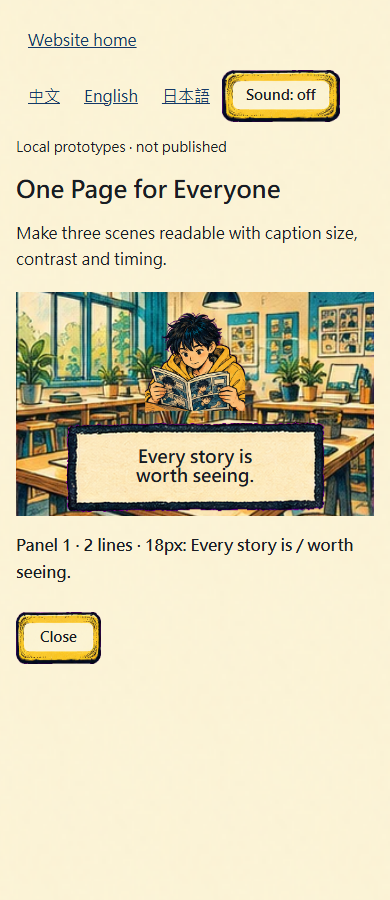 Website home
中文 English 日本語 Sound: off
Local prototypes · not published
One Page for Everyone
Make three scenes readable with caption size,
contrast and timing.
Every story is
worth seeing.
Panel 1 · 2 lines · 18px: Every story is / worth
seeing.
Close